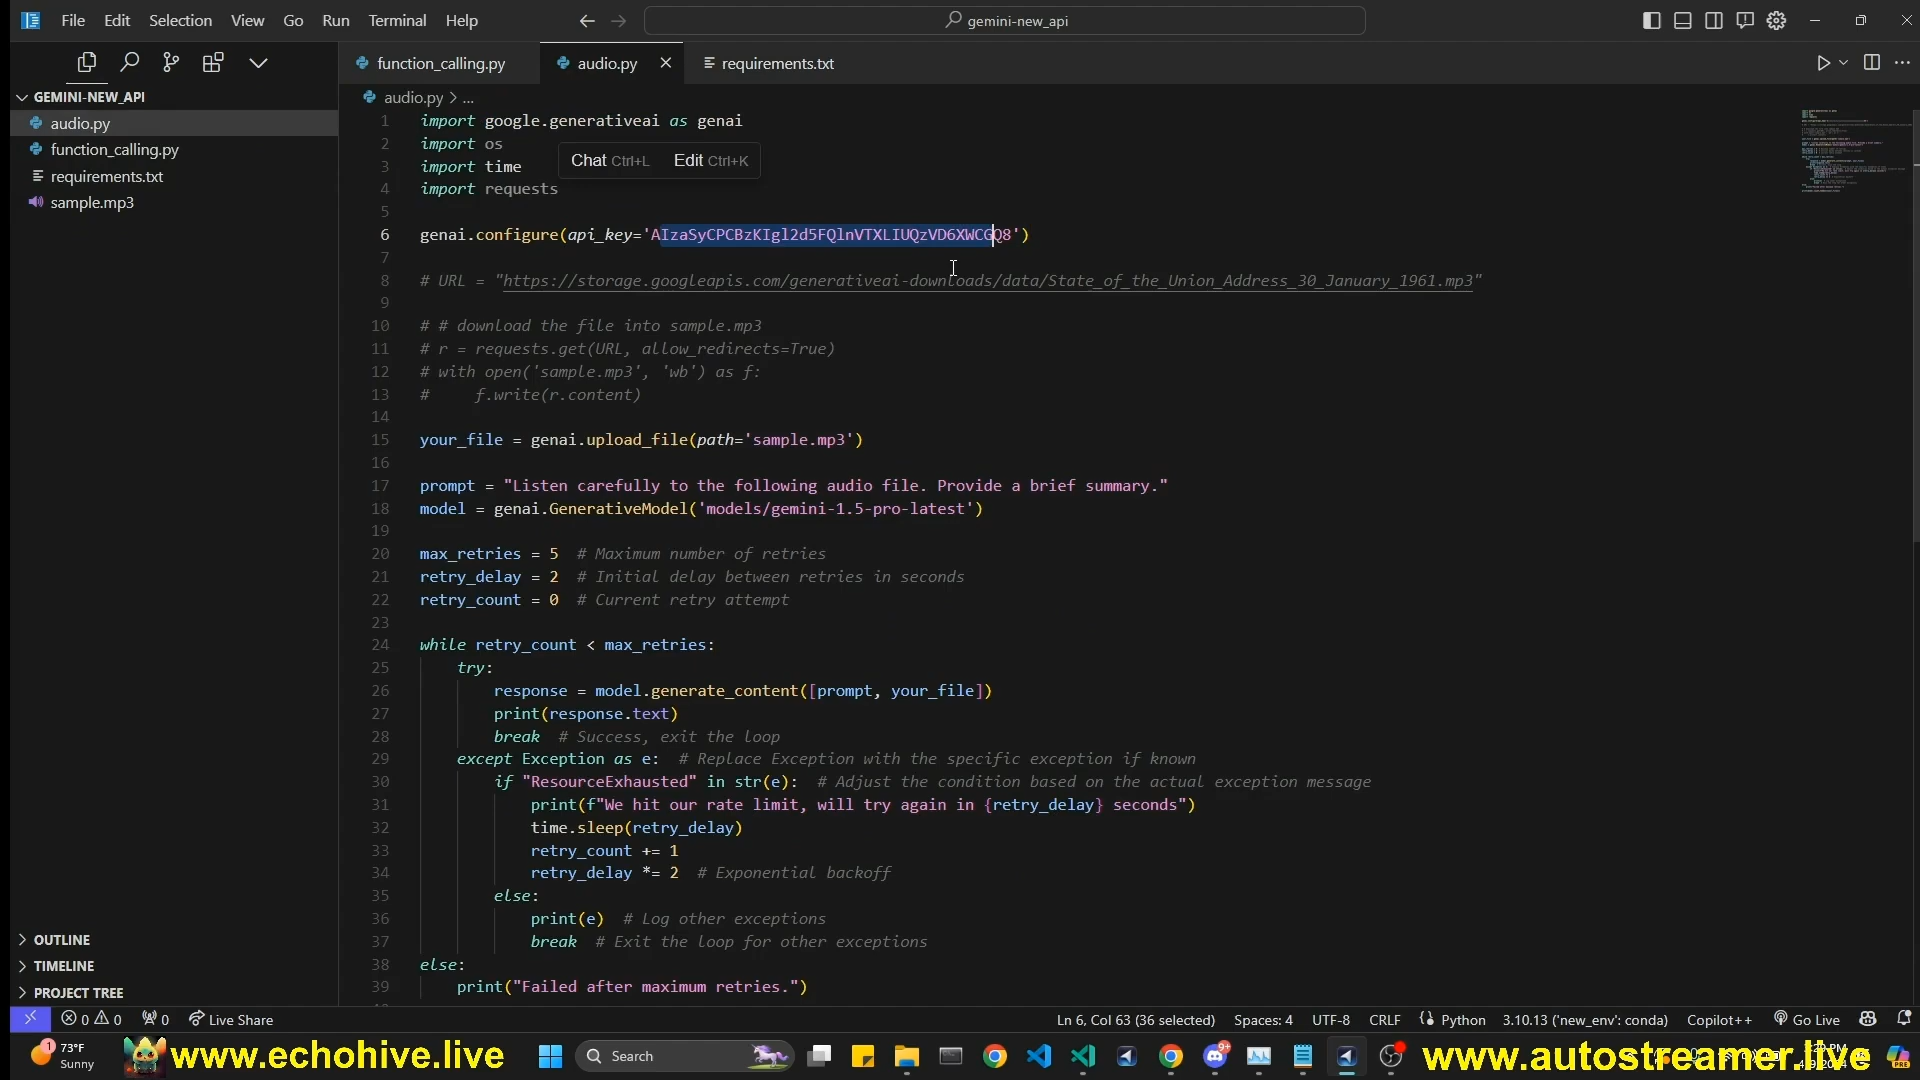 File Edit Selection View Go Run Terminal Help
gemini-new_api
function_calling.py
audio.py
requirements.txt
GEMINI-NEW_API
audio.py
function_calling.py
requirements.txt
sample.mp3
OUTLINE
TIMELINE
PROJECT TREE
audio.py > ...
Chat Ctrl+L Edit Ctrl+K
1 import google.generativeai as genai
2 import os
3 import time
4 import requests
5
6 genai.configure(api_key='AIzaSyCPCBzKIgl2d5FQlnVTXLIUQzVD6XWCGQ8')
7
8 # URL = "https://storage.googleapis.com/generativeai-downloads/data/State_of_the_Union_Address_30_January_1961.mp3"
9
10 # # download the file into sample.mp3
11 # r = requests.get(URL, allow_redirects=True)
12 # with open('sample.mp3', 'wb') as f:
13 #     f.write(r.content)
14
15 your_file = genai.upload_file(path='sample.mp3')
16
17 prompt = "Listen carefully to the following audio file. Provide a brief summary."
18 model = genai.GenerativeModel('models/gemini-1.5-pro-latest')
19
20 max_retries = 5  # Maximum number of retries
21 retry_delay = 2  # Initial delay between retries in seconds
22 retry_count = 0  # Current retry attempt
23
24 while retry_count < max_retries:
25     try:
26         response = model.generate_content([prompt, your_file])
27         print(response.text)
28         break  # Success, exit the loop
29     except Exception as e:  # Replace Exception with the specific exception if known
30         if "ResourceExhausted" in str(e):  # Adjust the condition based on the actual exception message
31             print(f"We hit our rate limit, will try again in {retry_delay} seconds")
32             time.sleep(retry_delay)
33             retry_count += 1
34             retry_delay *= 2  # Exponential backoff
35         else:
36             print(e)  # Log other exceptions
37             break  # Exit the loop for other exceptions
38 else:
39     print("Failed after maximum retries.")
0 0 0 Live Share
Ln 6, Col 63 (36 selected) Spaces: 4 UTF-8 CRLF Python 3.10.13 ('new_env': conda) Copilot++ Go Live
1 73°F
Sunny
www.echohive.live
Search
9+
www.autostreamer.live
PRE